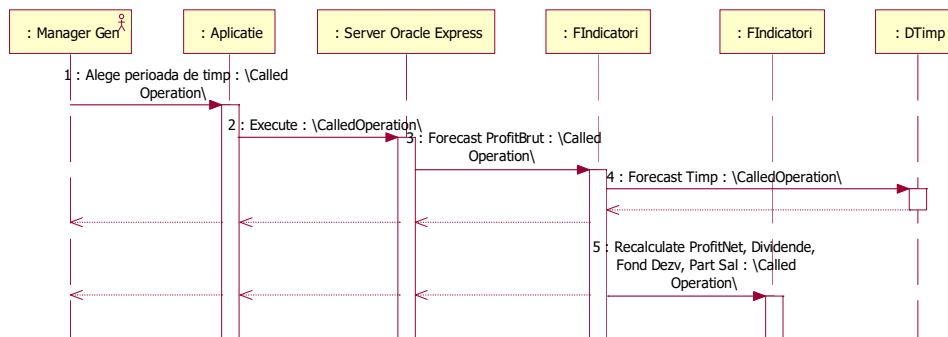 : Manager Gen
: Aplicatie
: Server Oracle Express
: FIndicatori
: FIndicatori
: DTimp
1 : Alege perioada de timp : \Called
Operation\
2 : Execute : \CalledOperation\
3 : Forecast ProfitBrut : \Called
Operation\
4 : Forecast Timp : \CalledOperation\
5 : Recalculate ProfitNet, Dividende,
Fond Dezv, Part Sal : \Called
Operation\